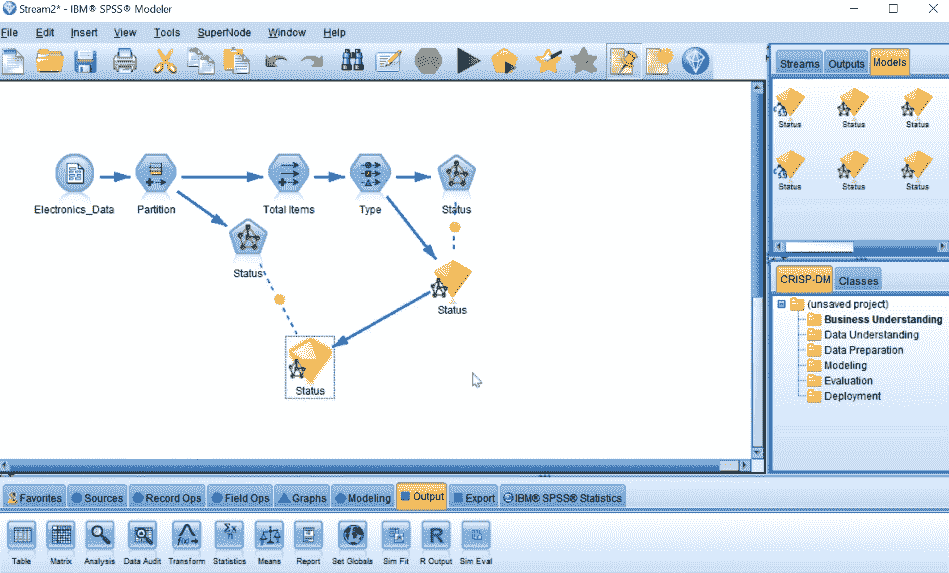 Stream2* - IBM® SPSS® Modeler
File Edit Insert View Tools SuperNode Window Help
Streams Outputs Models
Status Status Status
Status Status Status
Electronics_Data Partition Total Items Type Status
Status
Status
Status
CRISP-DM Classes
(unsaved project)
Business Understanding
Data Understanding
Data Preparation
Modeling
Evaluation
Deployment
Favorites Sources Record Ops Field Ops Graphs Modeling Output Export IBM® SPSS® Statistics
Table Matrix Analysis Data Audit Transform Statistics Means Report Set Globals Sim Fit R Output Sim Eval